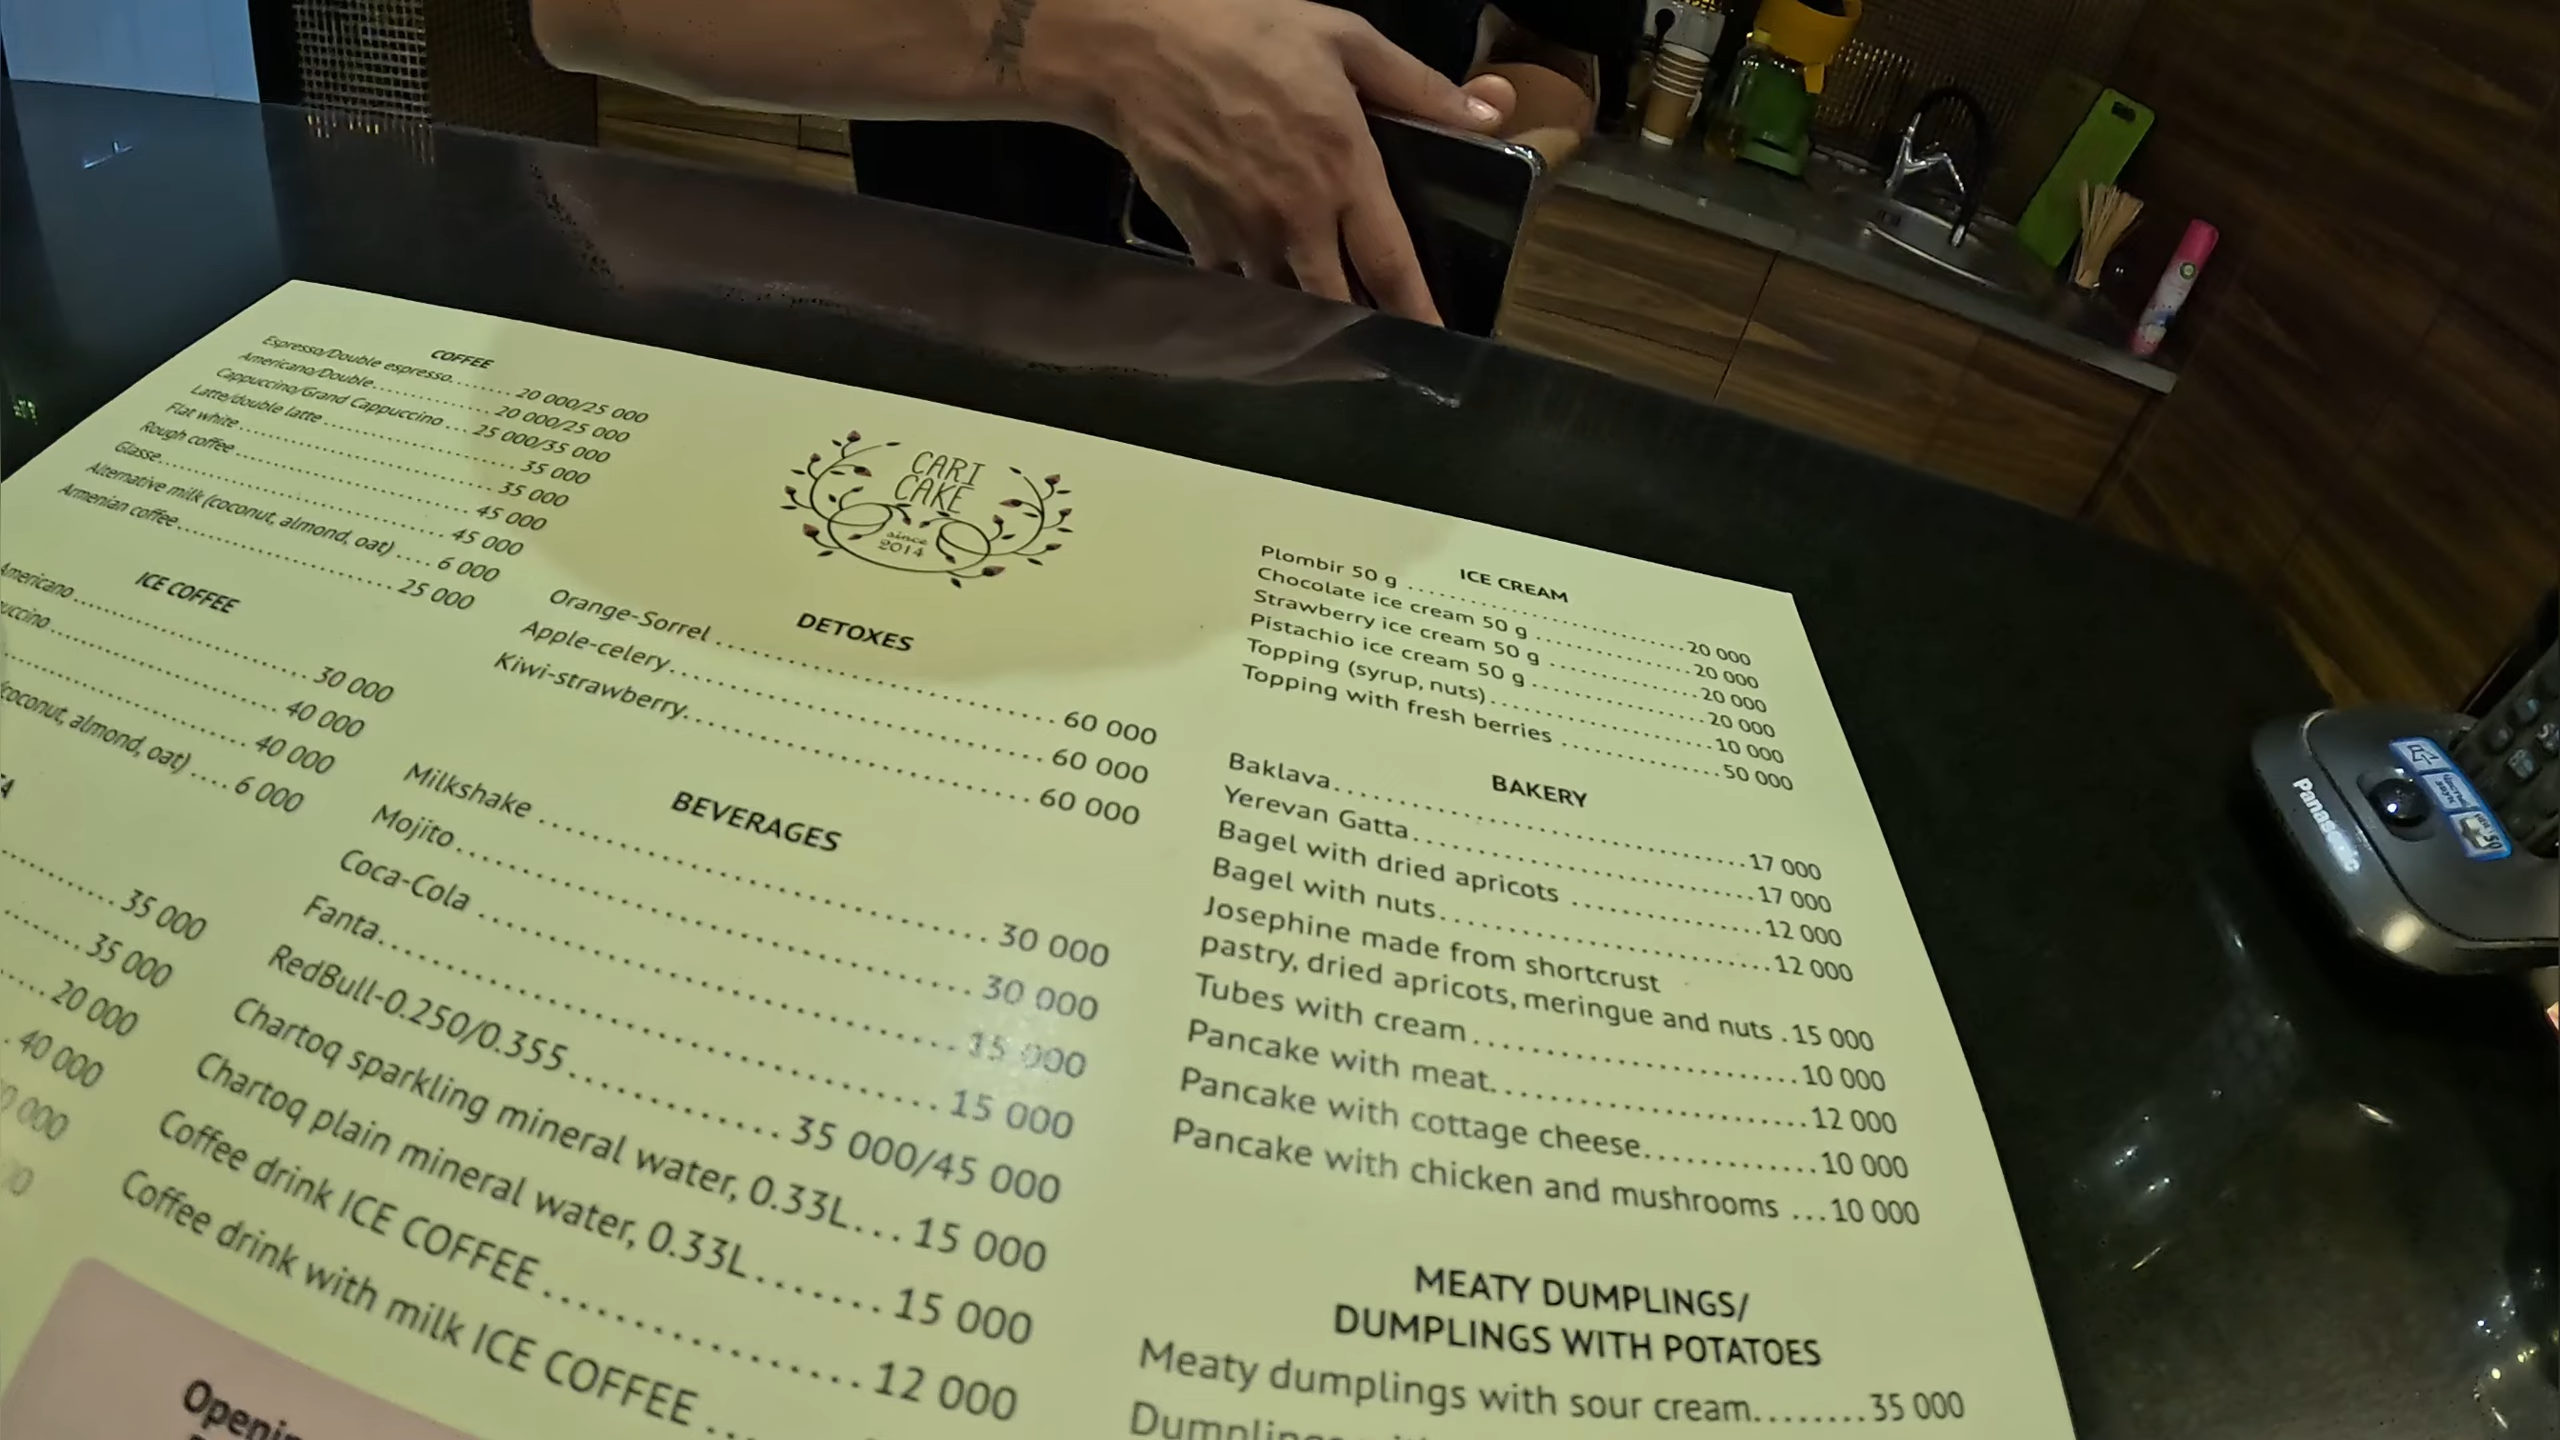 COFFEE
Espresso/Double espresso......... 20 000/25 000
Americano/Double.................. 20 000/25 000
Cappuccino/Grand Cappuccino.... 25 000/35 000
Latte/double latte............................. 35 000
Flat white.......................................... 35 000
Rough coffee..................................... 45 000
Glasse............................................... 45 000
Alternative milk (coconut, almond, oat)..... 6 000
Armenian coffee................................ 25 000
ICE COFFEE
Americano................................... 30 000
................................... 40 000
................................... 40 000
almond, oat).... 6 000
35 000
35 000
20 000
40 000
CARI
CAKE
since
2014
DETOXES
Orange-Sorrel..................................... 60 000
Apple-celery........................................ 60 000
Kiwi-strawberry................................... 60 000
BEVERAGES
Milkshake........................................... 30 000
Mojito................................................ 30 000
Coca-Cola.......................................... 15 000
Fanta................................................. 15 000
RedBull-0.250/0.355............... 35 000/45 000
Chartoq sparkling mineral water, 0.33L... 15 000
Chartoq plain mineral water, 0.33L....... 15 000
Coffee drink ICE COFFEE...................... 12 000
Coffee drink with milk ICE COFFEE
ICE CREAM
Plombir 50 g....................................... 20 000
Chocolate ice cream 50 g..................... 20 000
Strawberry ice cream 50 g................... 20 000
Pistachio ice cream 50 g...................... 20 000
Topping (syrup, nuts).......................... 10 000
Topping with fresh berries................... 50 000
BAKERY
Baklava.............................................. 17 000
Yerevan Gatta..................................... 17 000
Bagel with dried apricots..................... 12 000
Bagel with nuts................................... 12 000
Josephine made from shortcrust
pastry, dried apricots, meringue and nuts. 15 000
Tubes with cream................................ 10 000
Pancake with meat............................... 12 000
Pancake with cottage cheese................ 10 000
Pancake with chicken and mushrooms... 10 000
MEATY DUMPLINGS/
DUMPLINGS WITH POTATOES
Meaty dumplings with sour cream........ 35 000
Panasonic